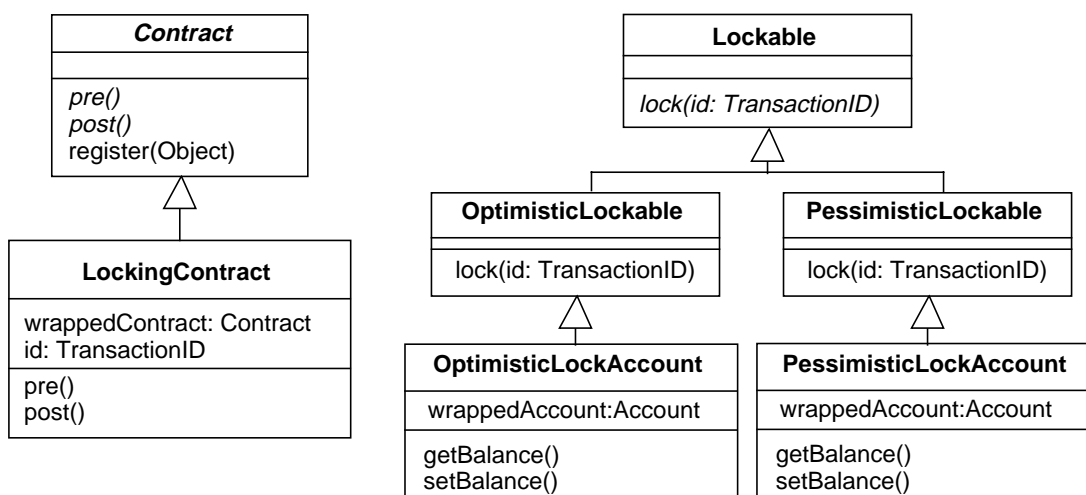 Contract
pre()
post()
register(Object)
LockingContract
wrappedContract: Contract
id: TransactionID
pre()
post()
Lockable
lock(id: TransactionID)
OptimisticLockable
lock(id: TransactionID)
PessimisticLockable
lock(id: TransactionID)
OptimisticLockAccount
wrappedAccount:Account
getBalance()
setBalance()
PessimisticLockAccount
wrappedAccount:Account
getBalance()
setBalance()